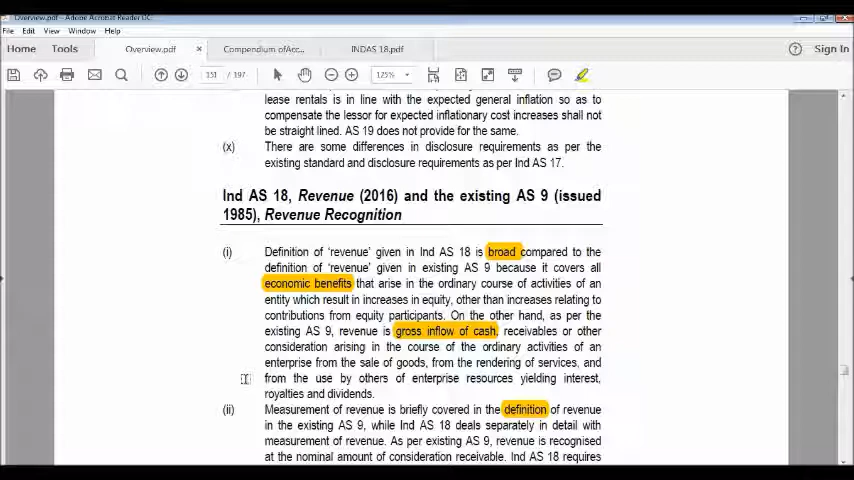 Overview.pdf - Adobe Acrobat Reader DC
File Edit View Window Help
Home Tools Overview.pdf × Compendium ofAcc... INDAS 18.pdf Sign In
151 / 197 125%
lease rentals is in line with the expected general inflation so as to
compensate the lessor for expected inflationary cost increases shall not
be straight lined. AS 19 does not provide for the same.
(x) There are some differences in disclosure requirements as per the
existing standard and disclosure requirements as per Ind AS 17.
Ind AS 18, Revenue (2016) and the existing AS 9 (issued
1985), Revenue Recognition
(i) Definition of ‘revenue’ given in Ind AS 18 is broad compared to the
definition of ‘revenue’ given in existing AS 9 because it covers all
economic benefits that arise in the ordinary course of activities of an
entity which result in increases in equity, other than increases relating to
contributions from equity participants. On the other hand, as per the
existing AS 9, revenue is gross inflow of cash, receivables or other
consideration arising in the course of the ordinary activities of an
enterprise from the sale of goods, from the rendering of services, and
from the use by others of enterprise resources yielding interest,
royalties and dividends.
(ii) Measurement of revenue is briefly covered in the definition of revenue
in the existing AS 9, while Ind AS 18 deals separately in detail with
measurement of revenue. As per existing AS 9, revenue is recognised
at the nominal amount of consideration receivable. Ind AS 18 requires